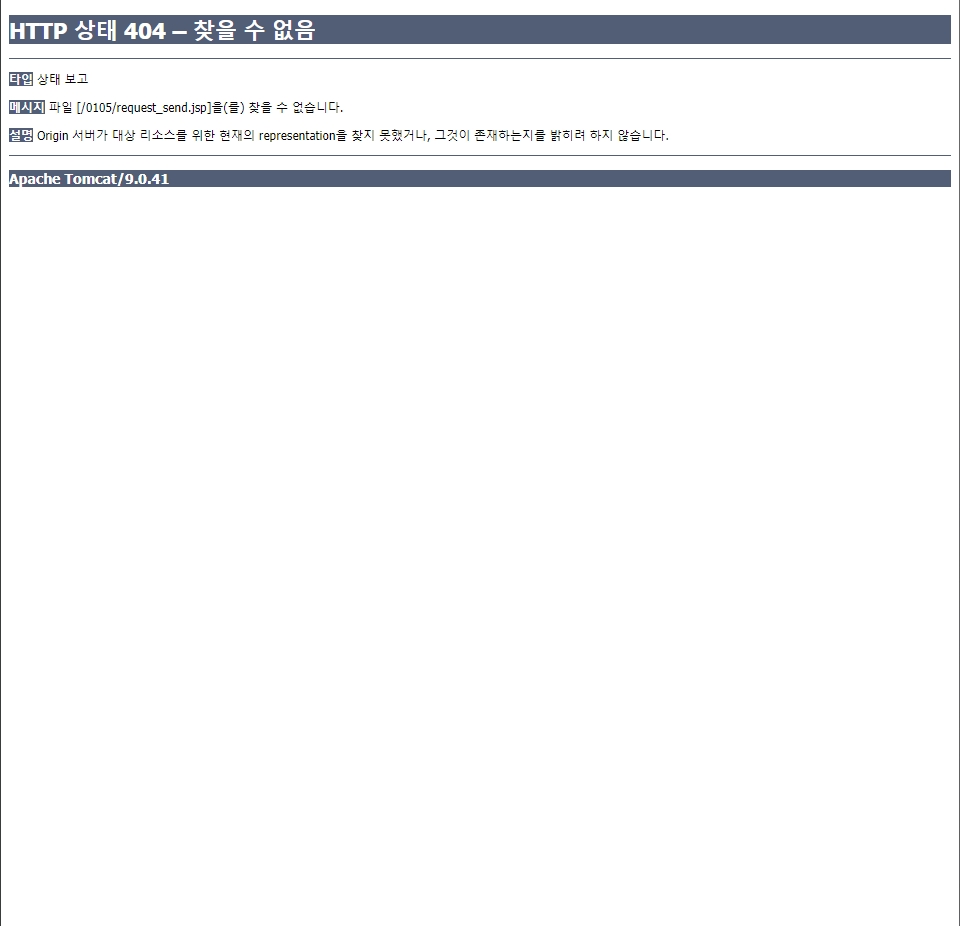 HTTP 상태 404 – 찾을 수 없음
타입 상태 보고
메시지 파일 [/0105/request_send.jsp]을(를) 찾을 수 없습니다.
설명 Origin 서버가 대상 리소스를 위한 현재의 representation을 찾지 못했거나, 그것이 존재하는지를 밝히려 하지 않습니다.
Apache Tomcat/9.0.41